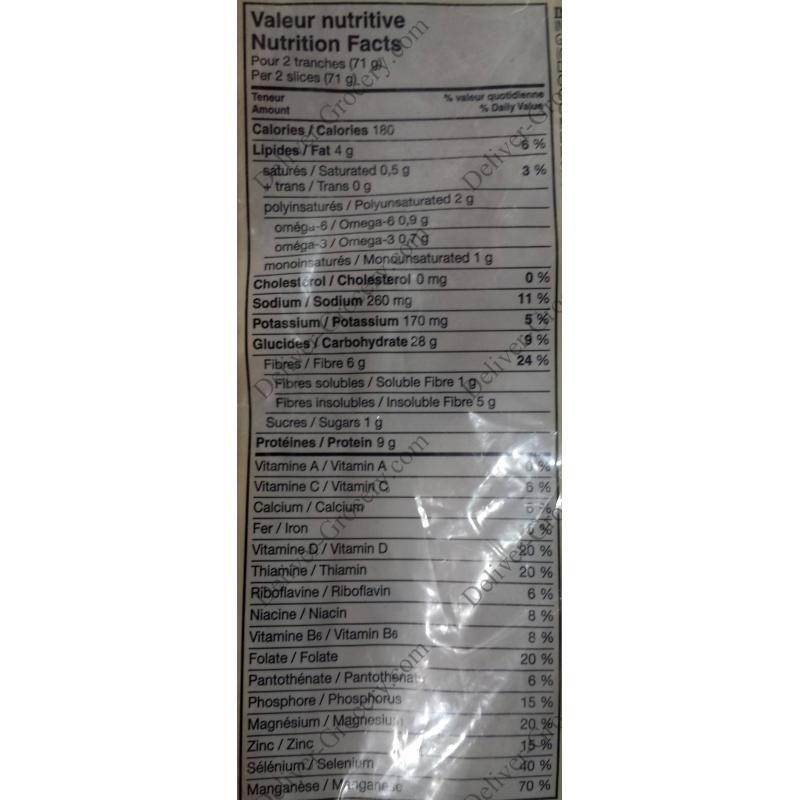 Valeur nutritive
Nutrition Facts
Pour 2 tranches (71 g)
Per 2 slices (71 g)
Teneur % valeur quotidienne
Amount % Daily Value
Calories / Calories 180
Lipides / Fat 4 g 6 %
saturés / Saturated 0,5 g 3 %
+ trans / Trans 0 g
polyinsaturés / Polyunsaturated 2 g
oméga-6 / Omega-6 0,9 g
oméga-3 / Omega-3 0,7 g
monoinsaturés / Monounsaturated 1 g
Cholestérol / Cholesterol 0 mg 0 %
Sodium / Sodium 260 mg 11 %
Potassium / Potassium 170 mg 5 %
Glucides / Carbohydrate 28 g 9 %
Fibres / Fibre 6 g 24 %
Fibres solubles / Soluble Fibre 1 g
Fibres insolubles / Insoluble Fibre 5 g
Sucres / Sugars 1 g
Protéines / Protein 9 g
Vitamine A / Vitamin A 0 %
Vitamine C / Vitamin C 6 %
Calcium / Calcium
Fer / Iron
Vitamine D / Vitamin D 20 %
Thiamine / Thiamin 20 %
Riboflavine / Riboflavin 6 %
Niacine / Niacin 8 %
Vitamine B6 / Vitamin B6 8 %
Folate / Folate 20 %
Pantothénate / Pantothenate 6 %
Phosphore / Phosphorus 15 %
Magnésium / Magnesium 20 %
Zinc / Zinc 15 %
Sélénium / Selenium 40 %
Manganèse / Manganese 70 %
Deliver-Grocery.com